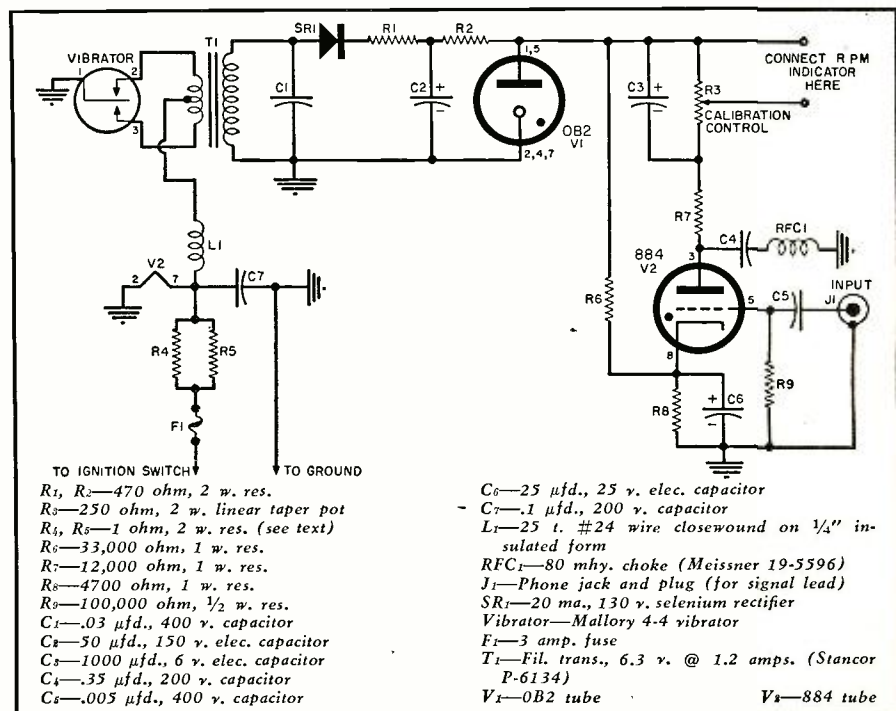 VIBRATOR
1
2
3
T1
SR1
R1
R2
C1
C2
+
-
1,5
OB2
V1
2,4,7
C3
+
-
R3
CONNECT RPM
INDICATOR
HERE
CALIBRATION
CONTROL
R7
L1
V2
2
7
C7
R4
R5
F1
R6
884
V2
3
C4
RFC1
5
C5
INPUT
J1
8
R8
+
-
C6
R9
TO IGNITION SWITCH
TO GROUND
R1, R2—470 ohm, 2 w. res.
R3—250 ohm, 2 w. linear taper pot
R4, R5—1 ohm, 2 w. res. (see text)
R6—33,000 ohm, 1 w. res.
R7—12,000 ohm, 1 w. res.
R8—4700 ohm, 1 w. res.
R9—100,000 ohm, 1/2 w. res.
C1—.03 µfd., 400 v. capacitor
C2—50 µfd., 150 v. elec. capacitor
C3—1000 µfd., 6 v. elec. capacitor
C4—.35 µfd., 200 v. capacitor
C5—.005 µfd., 400 v. capacitor
C6—25 µfd., 25 v. elec. capacitor
C7—.1 µfd., 200 v. capacitor
L1—25 t. #24 wire closewound on 1/4" in-
sulated form
RFC1—80 mhy. choke (Meissner 19-5596)
J1—Phone jack and plug (for signal lead)
SR1—20 ma., 130 v. selenium rectifier
Vibrator—Mallory 4-4 vibrator
F1—3 amp. fuse
T1—Fil. trans., 6.3 v. @ 1.2 amps. (Stancor
P-6134)
V1—0B2 tube V2—884 tube